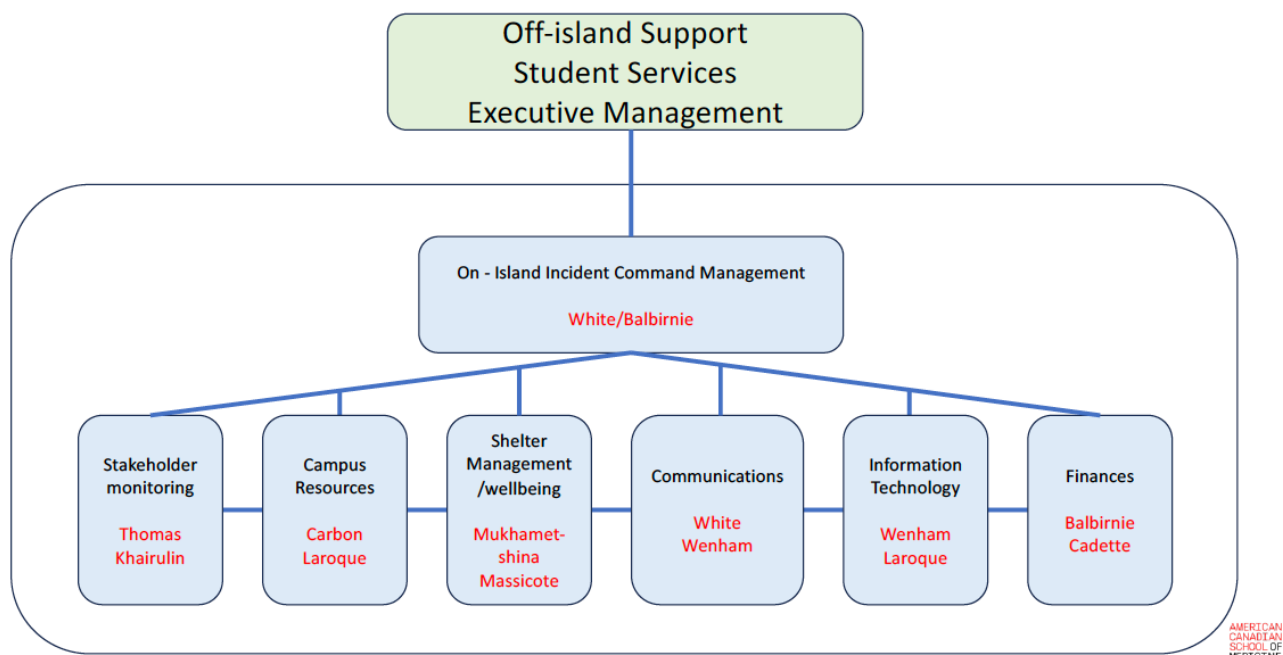 Off-island Support
Student Services
Executive Management
On - Island Incident Command Management
White/Balbirnie
Stakeholder
monitoring
Thomas
Khairulin
Campus
Resources
Carbon
Laroque
Shelter
Management
/wellbeing
Mukhamet-
shina
Massicote
Communications
White
Wenham
Information
Technology
Wenham
Laroque
Finances
Balbirnie
Cadette
AMERICAN
CANADIAN
SCHOOL OF
MEDICINE